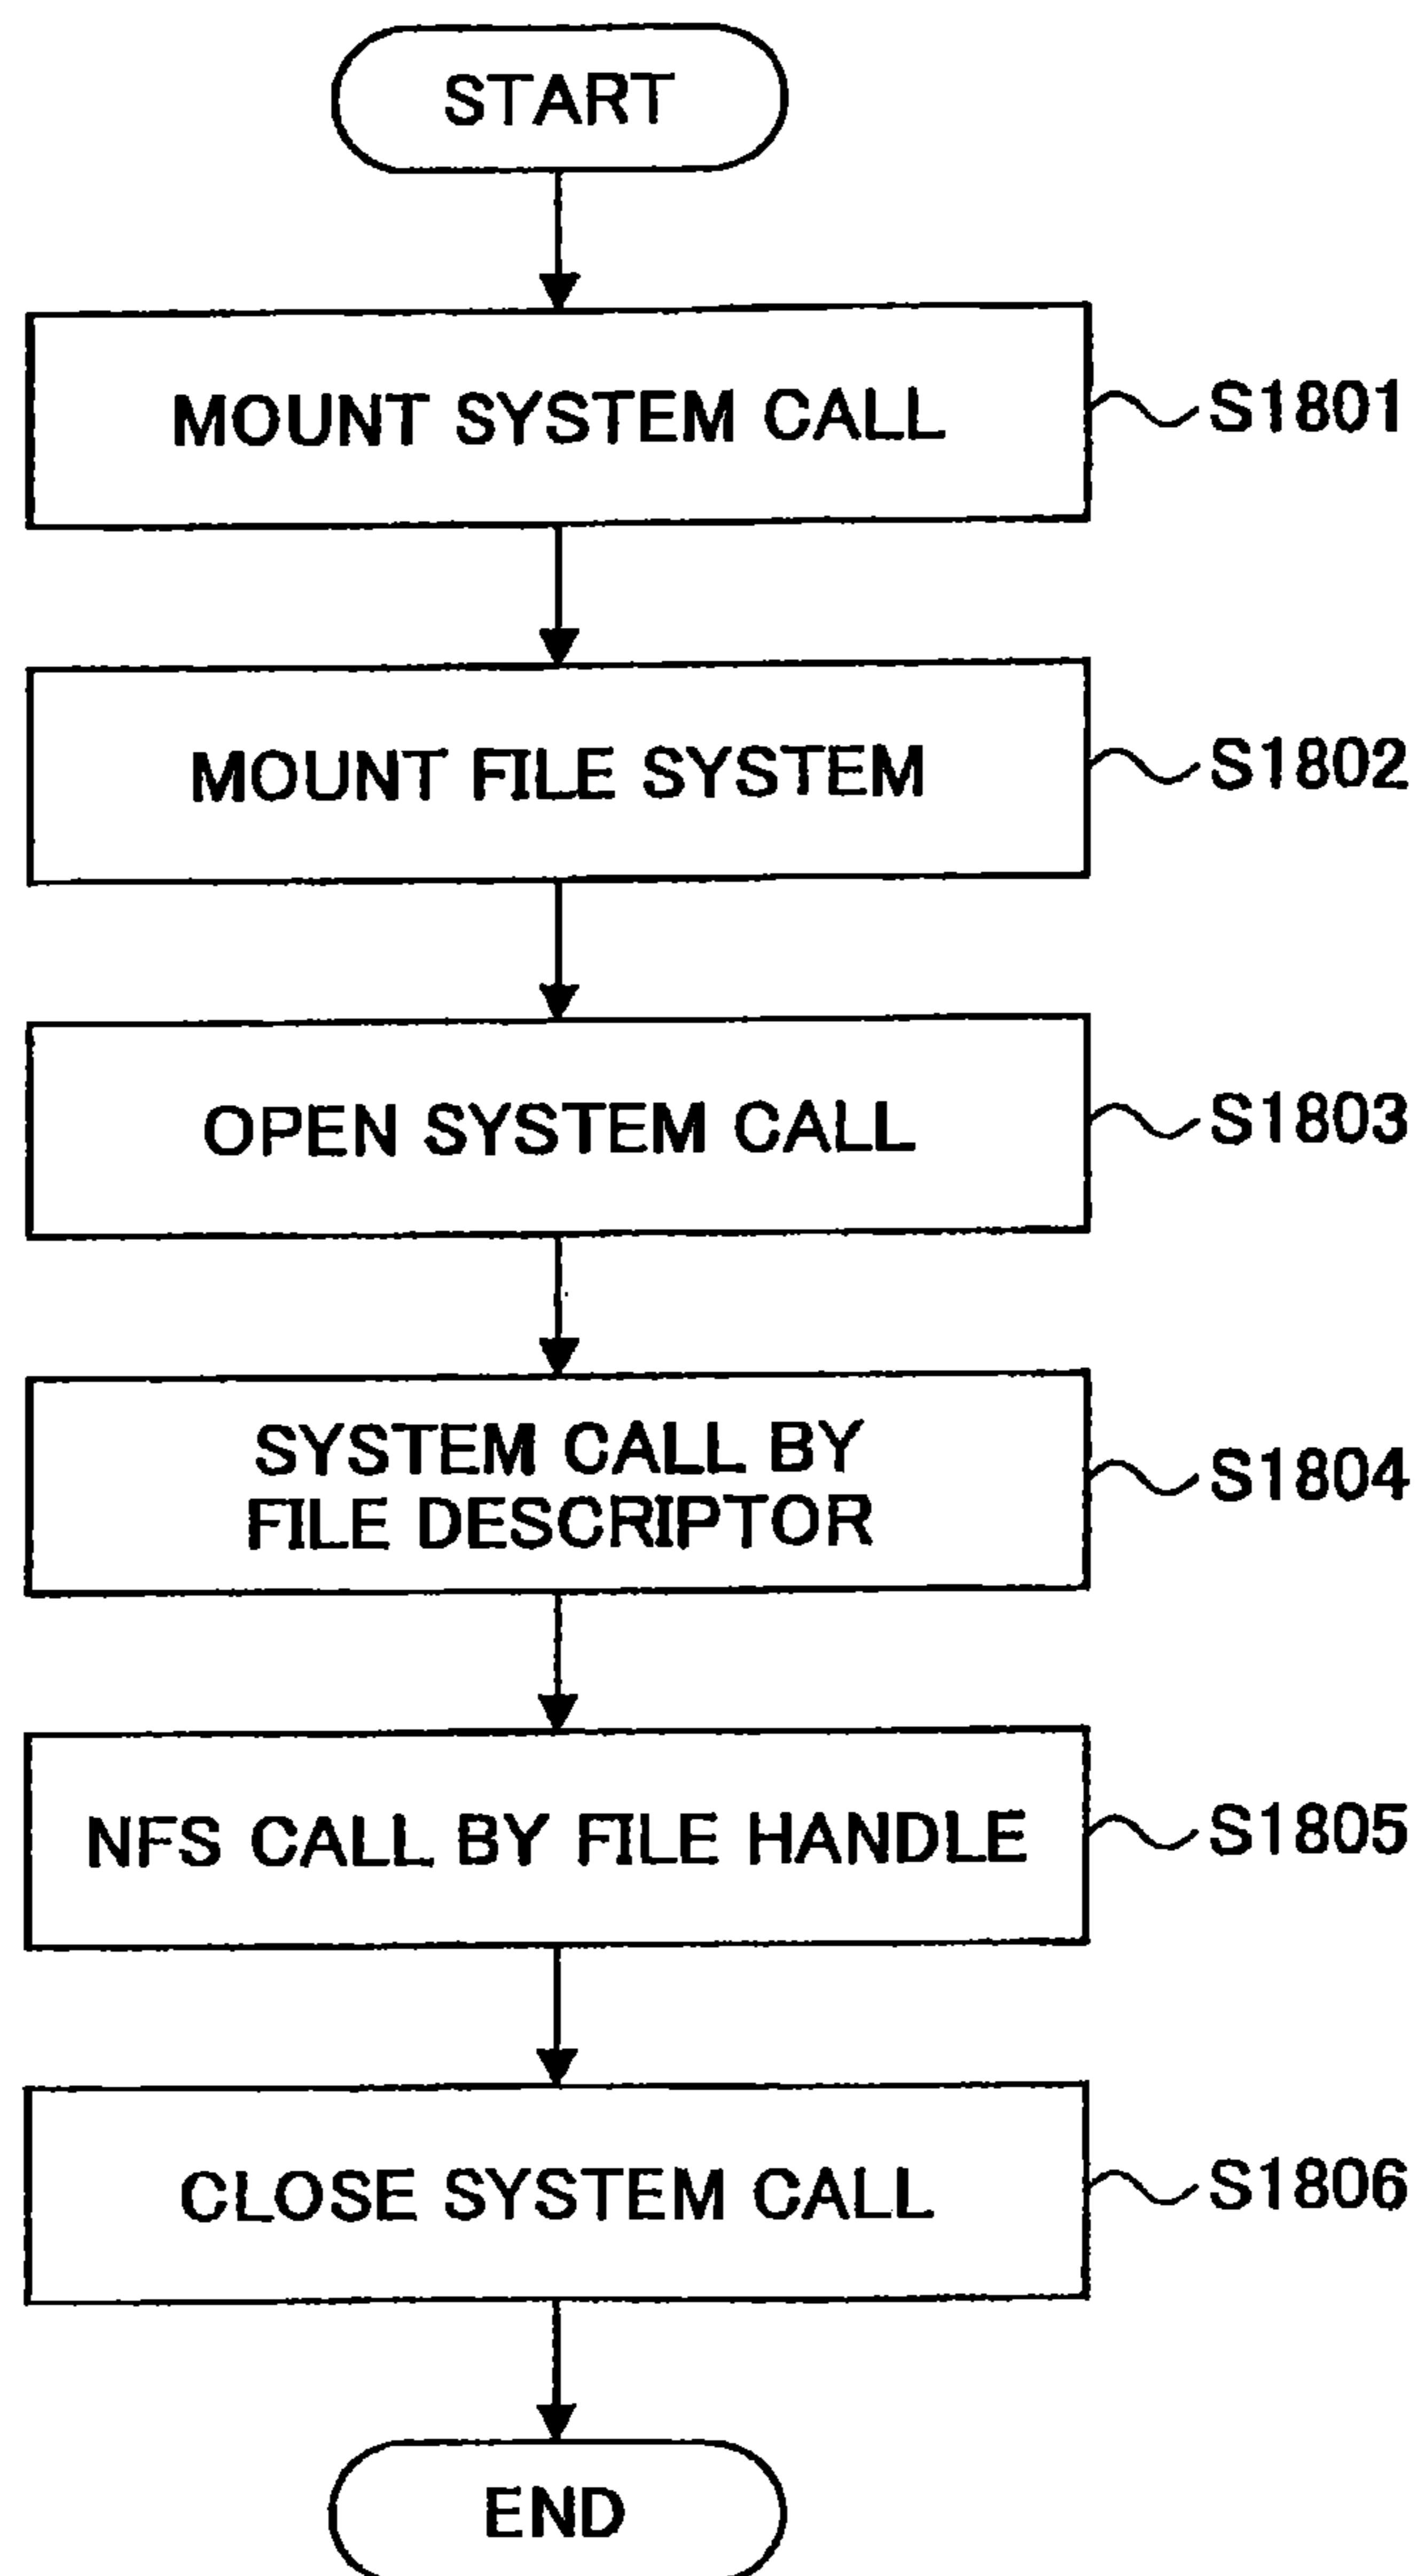 START
MOUNT SYSTEM CALL
S1801
MOUNT FILE SYSTEM
S1802
OPEN SYSTEM CALL
S1803
SYSTEM CALL BY
FILE DESCRIPTOR
S1804
NFS CALL BY FILE HANDLE
S1805
CLOSE SYSTEM CALL
S1806
END